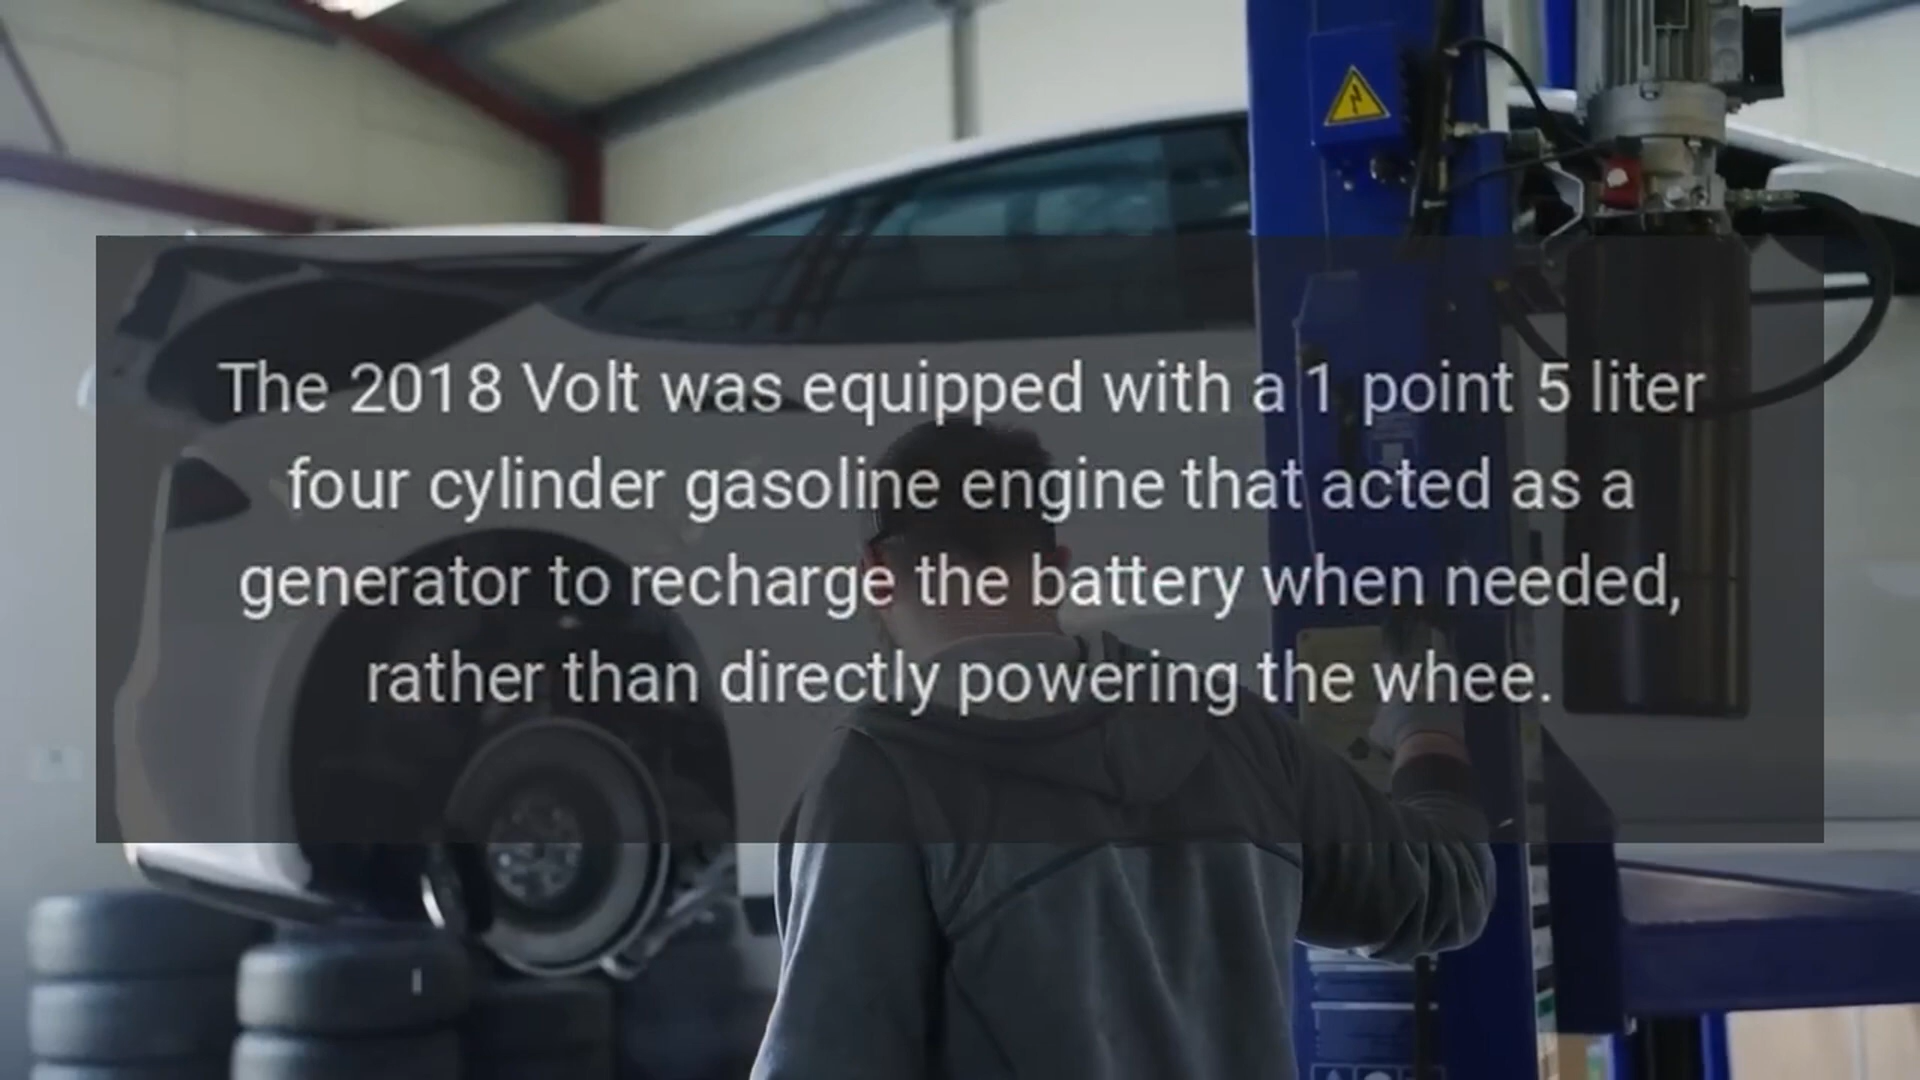 The 2018 Volt was equipped with a 1 point 5 liter
four cylinder gasoline engine that acted as a
generator to recharge the battery when needed,
rather than directly powering the whee.